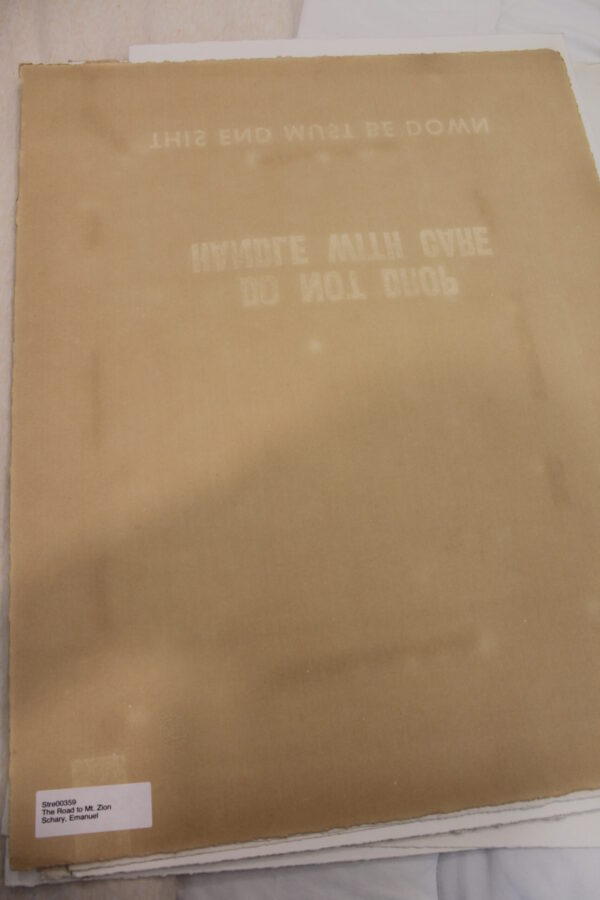 THIS END MUST BE DOWN
HANDLE WITH CARE
DO NOT DROP
Stre00359
The Road to Mt. Zion
Schary, Emanuel